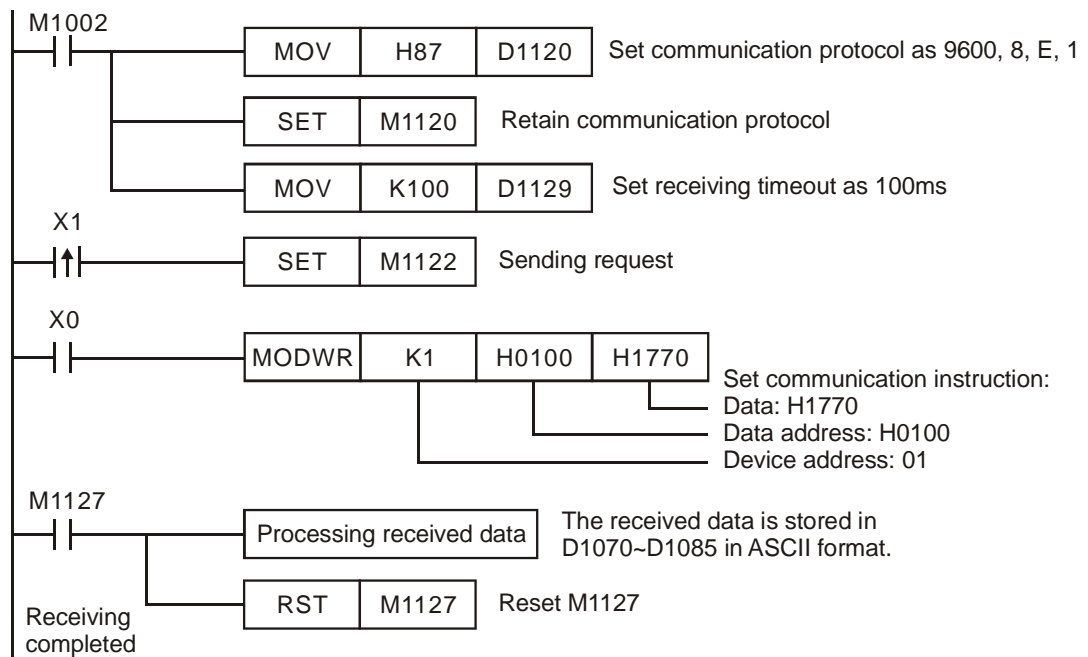 M1002
MOV H87 D1120 Set communication protocol as 9600, 8, E, 1
SET M1120 Retain communication protocol
MOV K100 D1129 Set receiving timeout as 100ms
X1
SET M1122 Sending request
X0
MODWR K1 H0100 H1770
Set communication instruction:
Data: H1770
Data address: H0100
Device address: 01
M1127
Processing received data
The received data is stored in
D1070~D1085 in ASCII format.
RST M1127 Reset M1127
Receiving
completed